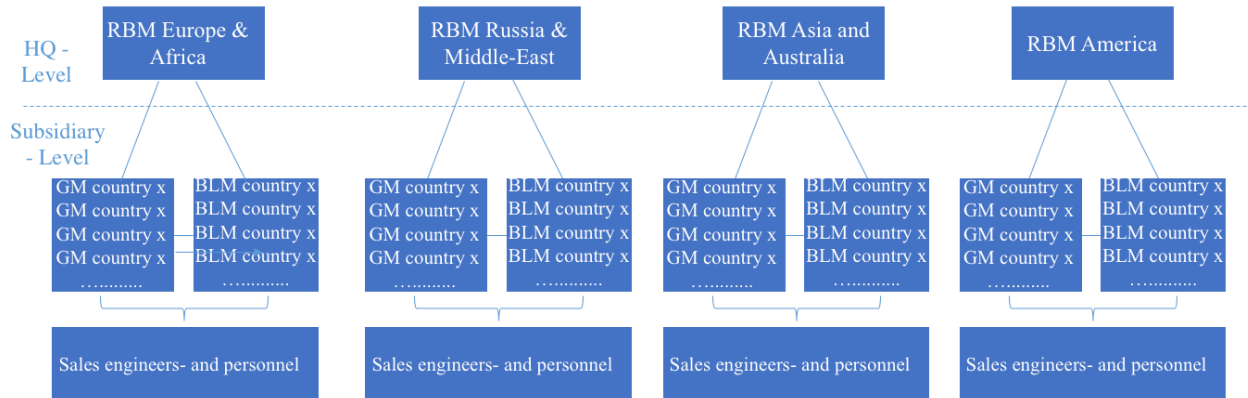 HQ -
Level
RBM Europe &
Africa
RBM Russia &
Middle-East
RBM Asia and
Australia
RBM America
Subsidiary
- Level
GM country x
GM country x
GM country x
GM country x
….........
BLM country x
BLM country x
BLM country x
BLM country x
….........
GM country x
GM country x
GM country x
GM country x
….........
BLM country x
BLM country x
BLM country x
BLM country x
….........
GM country x
GM country x
GM country x
GM country x
….........
BLM country x
BLM country x
BLM country x
BLM country x
….........
GM country x
GM country x
GM country x
GM country x
….........
BLM country x
BLM country x
BLM country x
BLM country x
….........
Sales engineers- and personnel
Sales engineers- and personnel
Sales engineers- and personnel
Sales engineers- and personnel